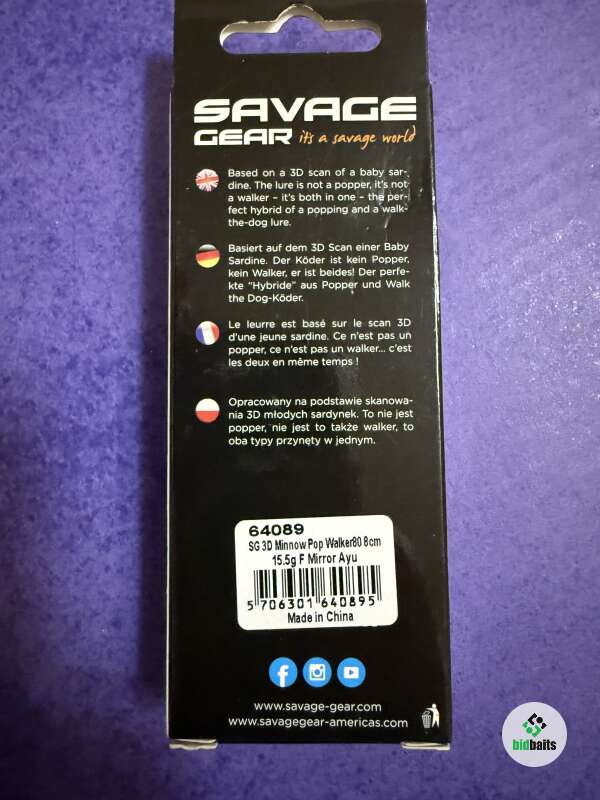 SAVAGE
GEAR it's a savage world
Based on a 3D scan of a baby sar-
dine. The lure is not a popper, it's not
a walker – it's both in one – the per-
fect hybrid of a popping and a walk-
the-dog lure.
Basiert auf dem 3D Scan einer Baby
Sardine. Der Köder ist kein Popper,
kein Walker, er ist beides! Der perfe-
kte "Hybride" aus Popper und Walk
the Dog-Köder.
Le leurre est basé sur le scan 3D
d'une jeune sardine. Ce n'est pas un
popper, ce n'est pas un walker... c'est
les deux en même temps !
Opracowany na podstawie skanowa-
nia 3D młodych sardynek. To nie jest
popper, nie jest to także walker, to
oba typy przynęty w jednym.
64089
SG 3D Minnow Pop Walker80 8cm
15.5g F Mirror Ayu
5 706301 640895
Made in China
www.savage-gear.com
www.savagegear-americas.com
bidbaits